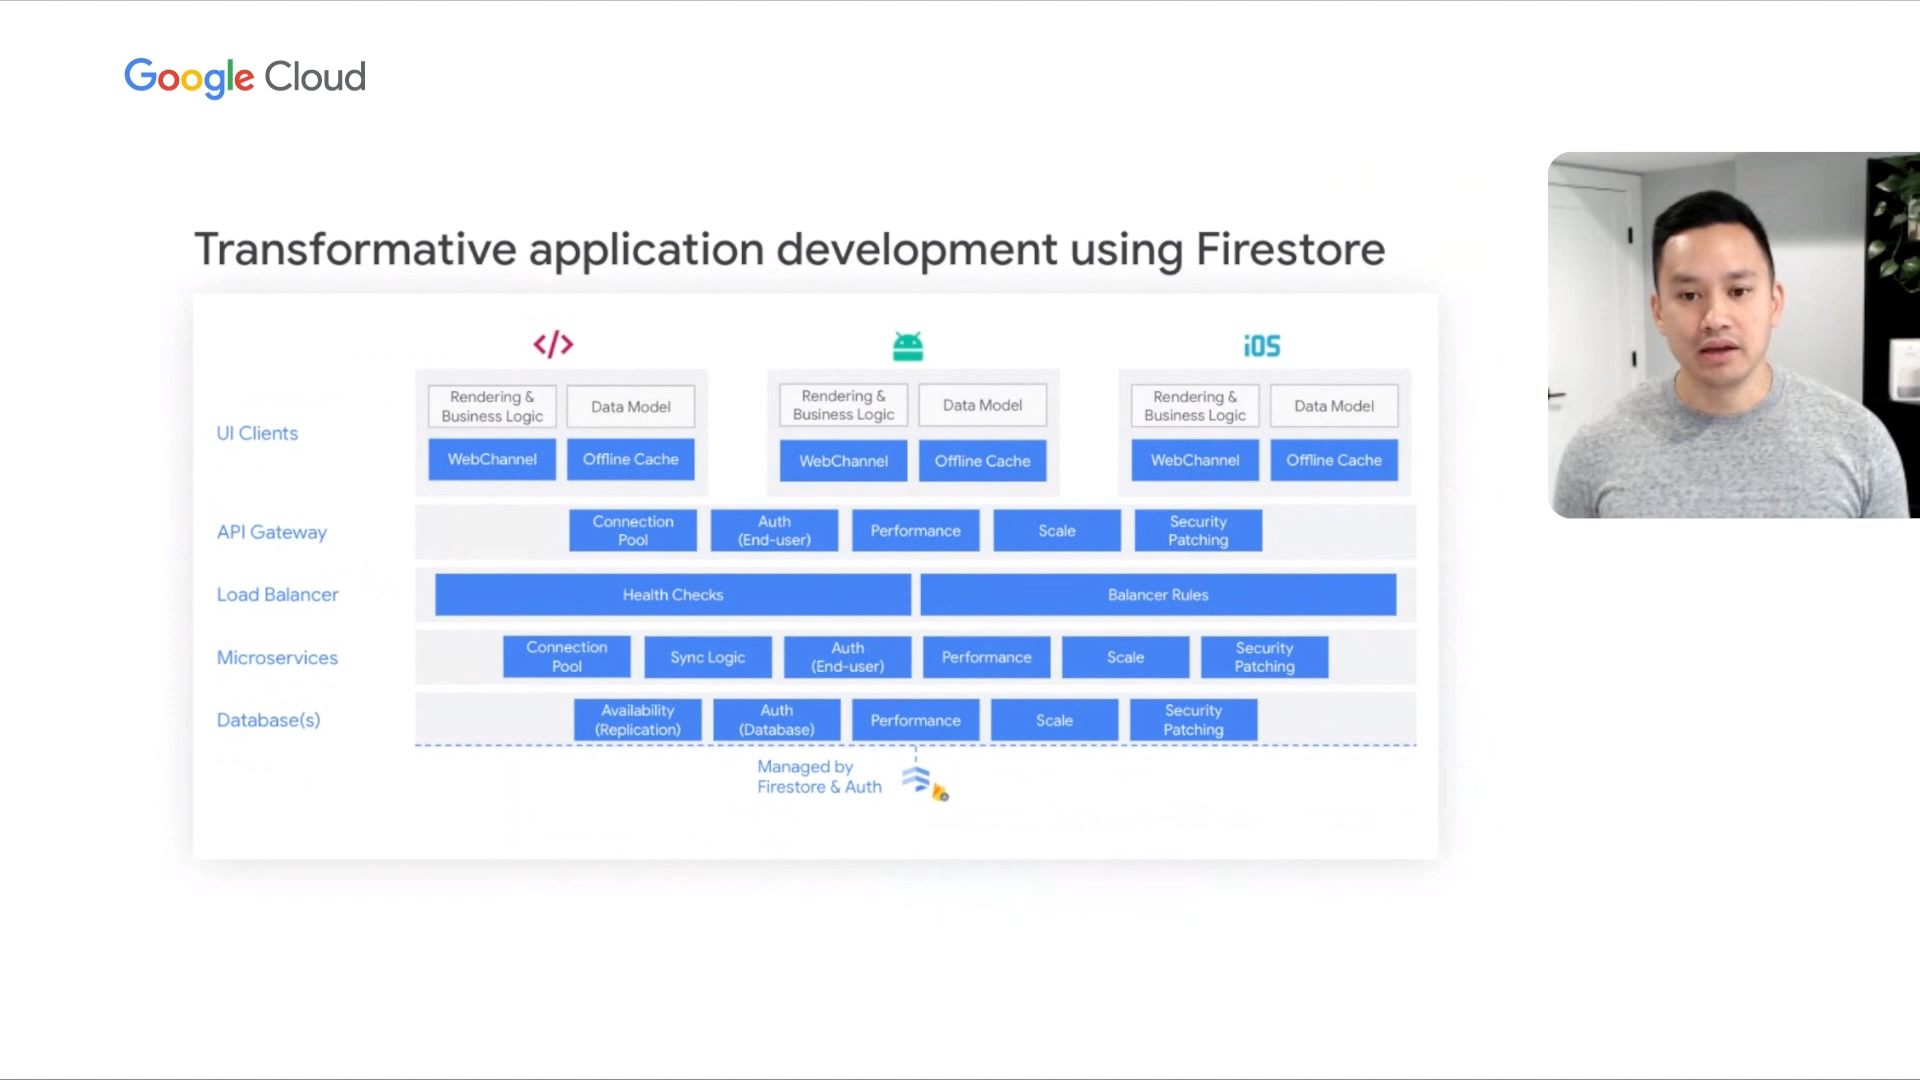 Google Cloud
Transformative application development using Firestore
iOS
UI Clients
Rendering &
Business Logic
Data Model
WebChannel
Offline Cache
Rendering &
Business Logic
Data Model
WebChannel
Offline Cache
Rendering &
Business Logic
Data Model
WebChannel
Offline Cache
API Gateway
Connection
Pool
Auth
(End-user)
Performance
Scale
Security
Patching
Load Balancer
Health Checks
Balancer Rules
Microservices
Connection
Pool
Sync Logic
Auth
(End-user)
Performance
Scale
Security
Patching
Database(s)
Availability
(Replication)
Auth
(Database)
Performance
Scale
Security
Patching
Managed by
Firestore & Auth